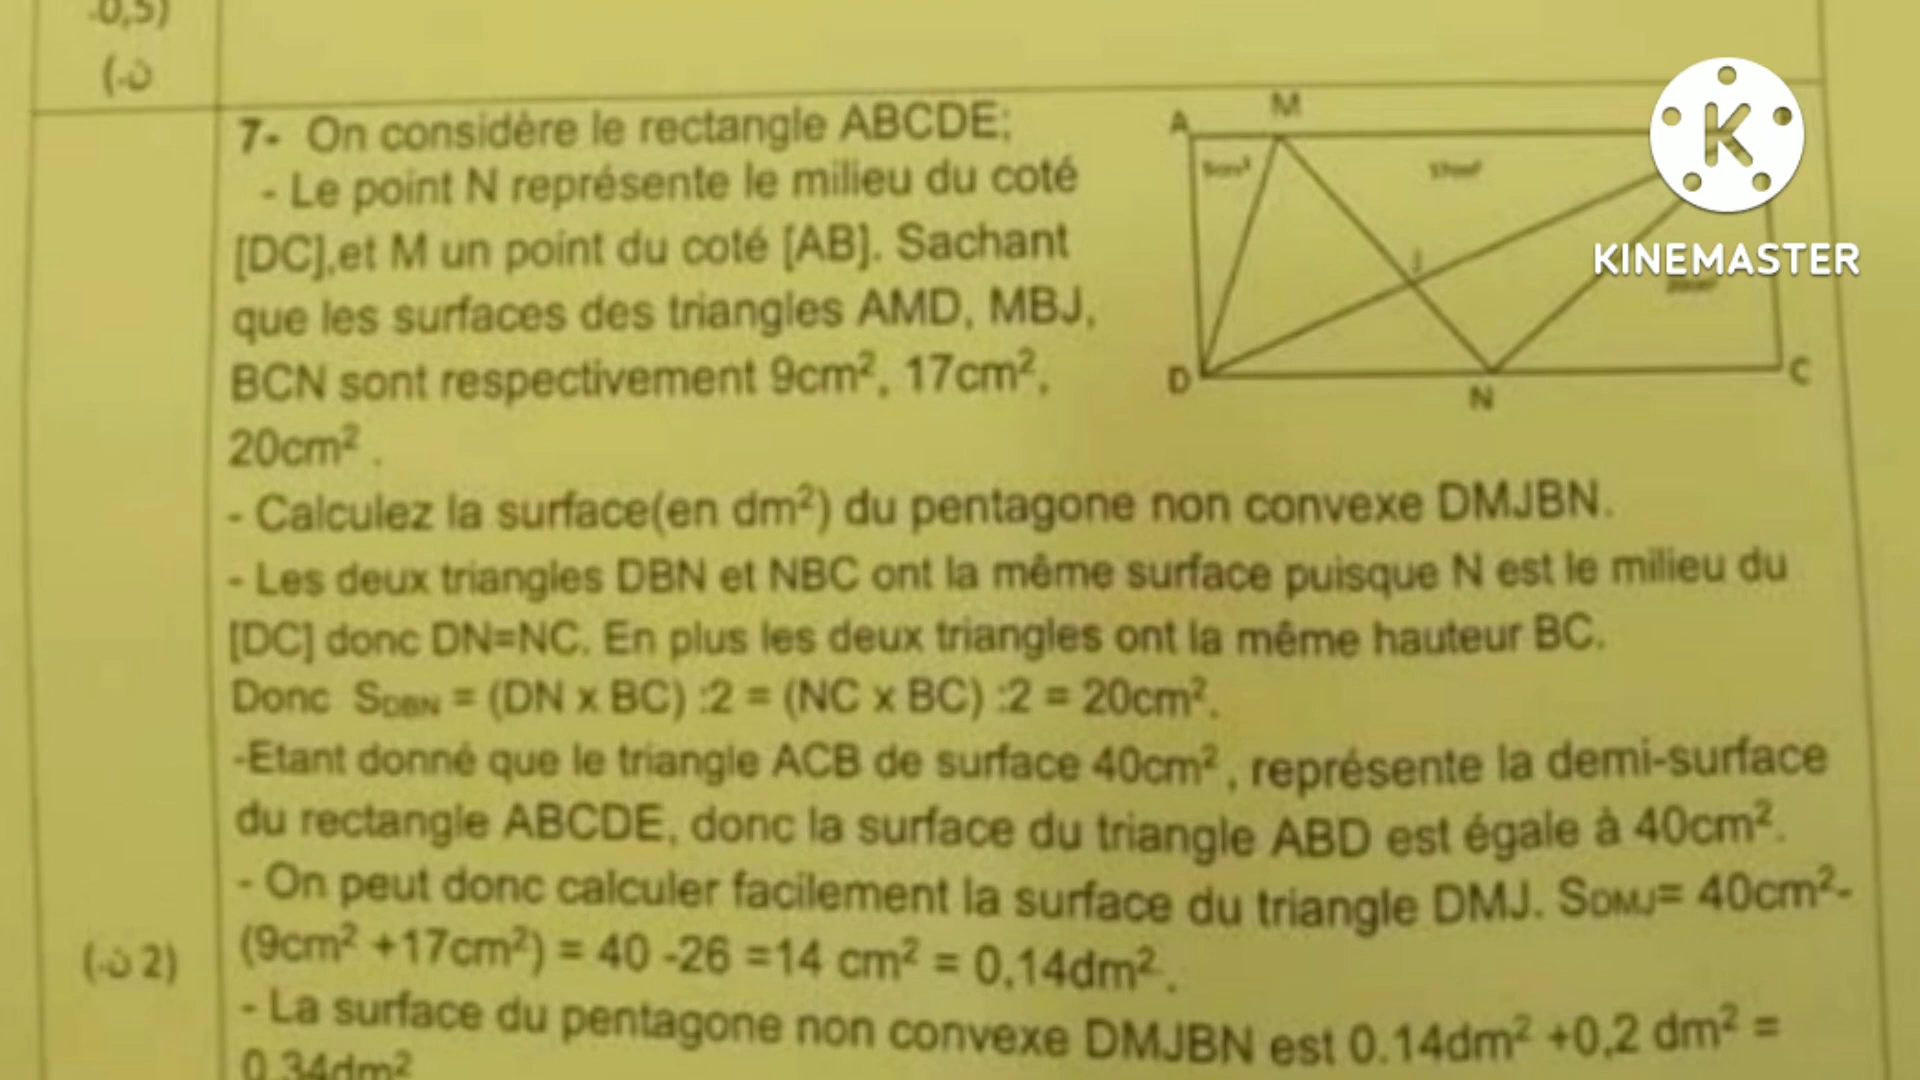 -0,5)
7- On considère le rectangle ABCDE;
- Le point N représente le milieu du coté
[DC],et M un point du coté [AB]. Sachant
que les surfaces des triangles AMD, MBJ,
BCN sont respectivement 9cm², 17cm²,
20cm² .
A
M
K
KINEMASTER
J
D
N
C
- Calculez la surface(en dm²) du pentagone non convexe DMJBN.
- Les deux triangles DBN et NBC ont la même surface puisque N est le milieu du
[DC] donc DN=NC. En plus les deux triangles ont la même hauteur BC.
Donc SDBN = (DN x BC) :2 = (NC x BC) :2 = 20cm².
-Etant donné que le triangle ACB de surface 40cm² , représente la demi-surface
du rectangle ABCDE, donc la surface du triangle ABD est égale à 40cm².
- On peut donc calculer facilement la surface du triangle DMJ. SDMJ= 40cm²-
(9cm² +17cm²) = 40 -26 =14 cm² = 0,14dm².
- La surface du pentagone non convexe DMJBN est 0.14dm² +0,2 dm² =
0,34dm²